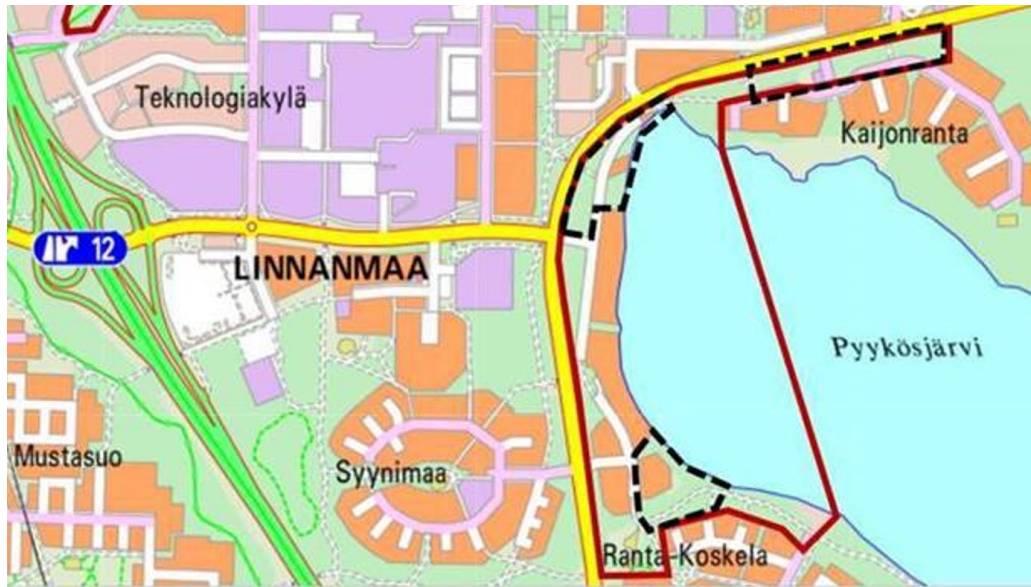 Teknologiakylä
Kaijonranta
12
LINNANMAA
Pyykösjärvi
Mustasuo
Syynimaa
Ranta-Koskela